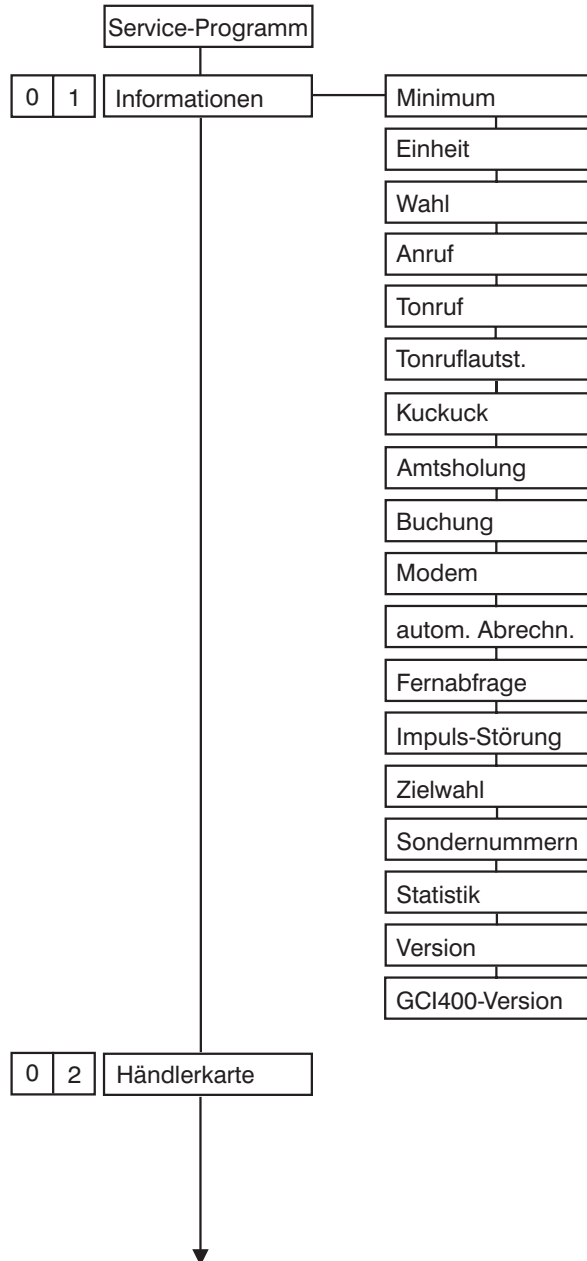 Service-Programm
0 1 Informationen
Minimum
Einheit
Wahl
Anruf
Tonruf
Tonruflautst.
Kuckuck
Amtsholung
Buchung
Modem
autom. Abrechn.
Fernabfrage
Impuls-Störung
Zielwahl
Sondernummern
Statistik
Version
GCI400-Version
0 2 Händlerkarte